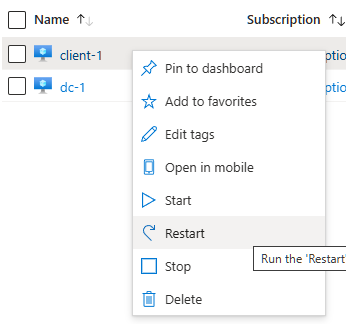 Name Subscription
client-1
dc-1
Pin to dashboard
Add to favorites
Edit tags
Open in mobile
Start
Restart
Run the 'Restart'
Stop
Delete